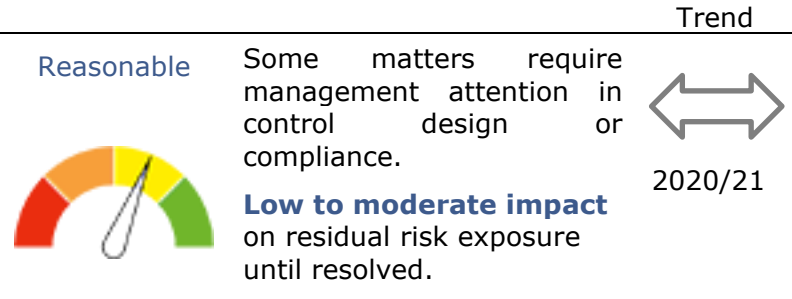 Trend
Reasonable
Some matters require
management attention in
control design or
compliance.
Low to moderate impact
on residual risk exposure
until resolved.
2020/21